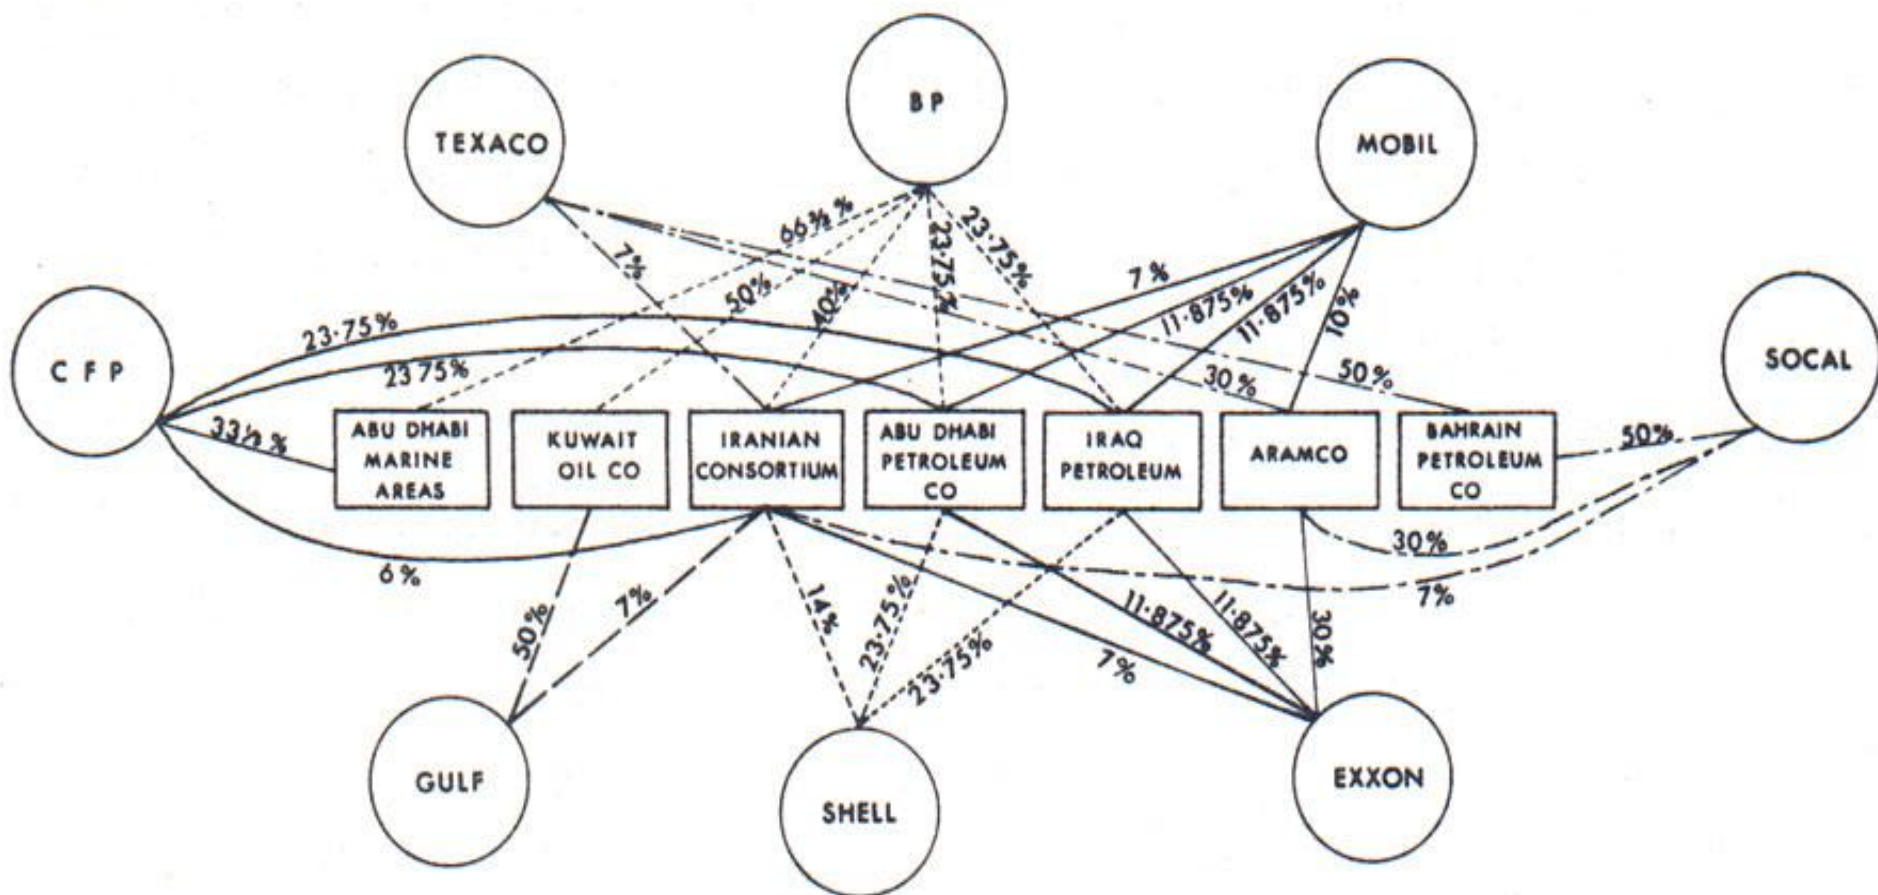 BP
TEXACO
MOBIL
66⅔%
23·75%
23·75%
7%
50%
40%
7%
11·875%
11·875%
10%
SOCAL
CFP
23·75%
2375%
30%
50%
33⅓%
ABU DHABI
MARINE
AREAS
KUWAIT
OIL CO
IRANIAN
CONSORTIUM
ABU DHABI
PETROLEUM
CO
IRAQ
PETROLEUM
ARAMCO
BAHRAIN
PETROLEUM
CO
50%
30%
7%
6%
50%
7%
14%
23·75%
23·75%
11·875%
7%
11·875%
30%
GULF
SHELL
EXXON